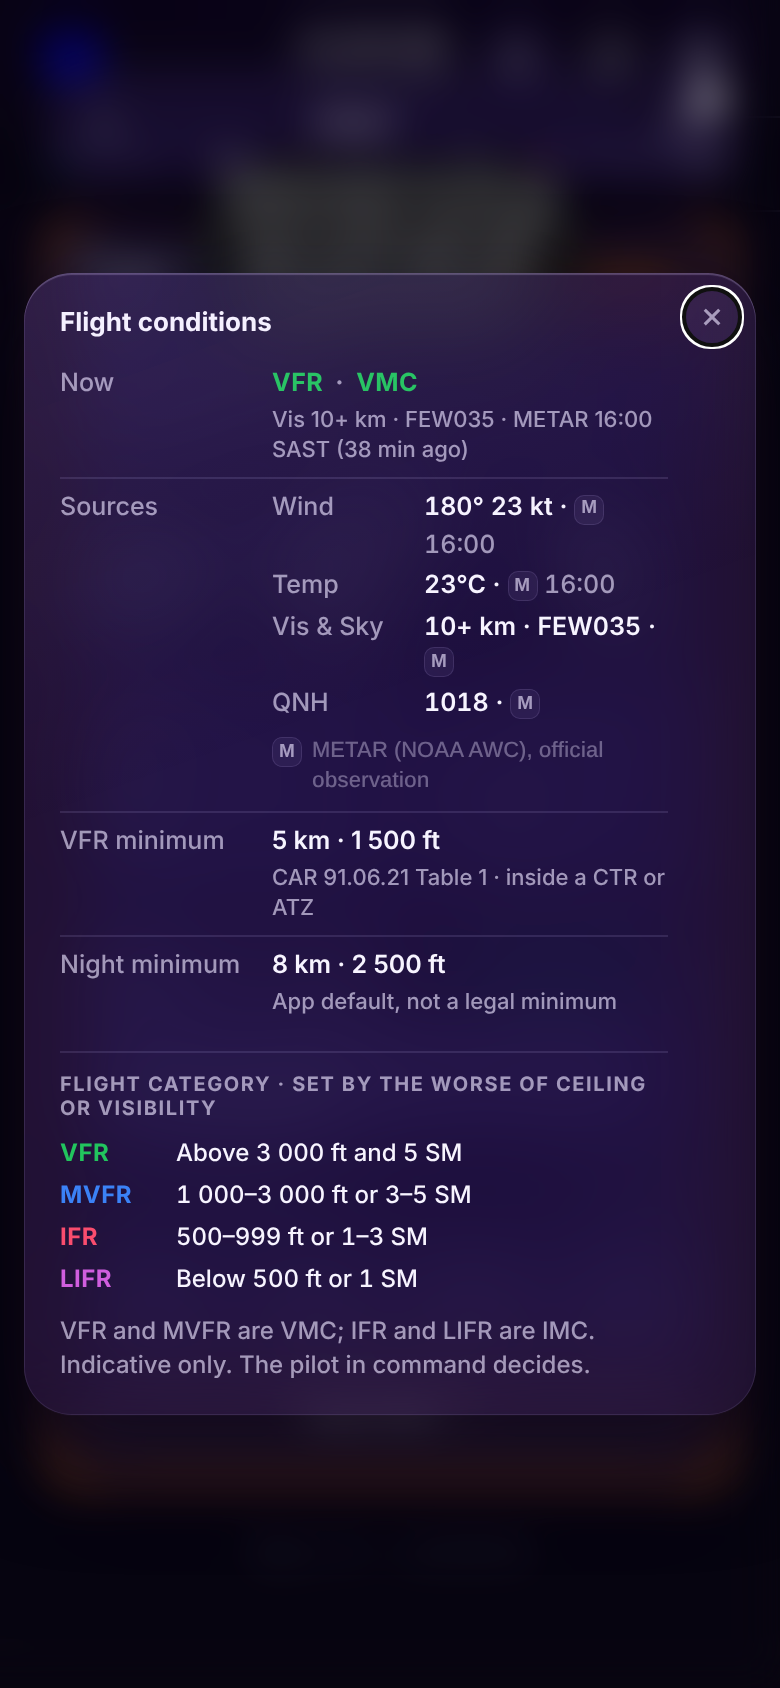 Flight conditions
Now
VFR · VMC
Vis 10+ km · FEW035 · METAR 16:00
SAST (38 min ago)
Sources
Wind
180° 23 kt · M
16:00
Temp
23°C · M 16:00
Vis & Sky
10+ km · FEW035 ·
M
QNH
1018 · M
M METAR (NOAA AWC), official
observation
VFR minimum
5 km · 1 500 ft
CAR 91.06.21 Table 1 · inside a CTR or
ATZ
Night minimum
8 km · 2 500 ft
App default, not a legal minimum
FLIGHT CATEGORY · SET BY THE WORSE OF CEILING
OR VISIBILITY
VFR Above 3 000 ft and 5 SM
MVFR 1 000–3 000 ft or 3–5 SM
IFR 500–999 ft or 1–3 SM
LIFR Below 500 ft or 1 SM
VFR and MVFR are VMC; IFR and LIFR are IMC.
Indicative only. The pilot in command decides.